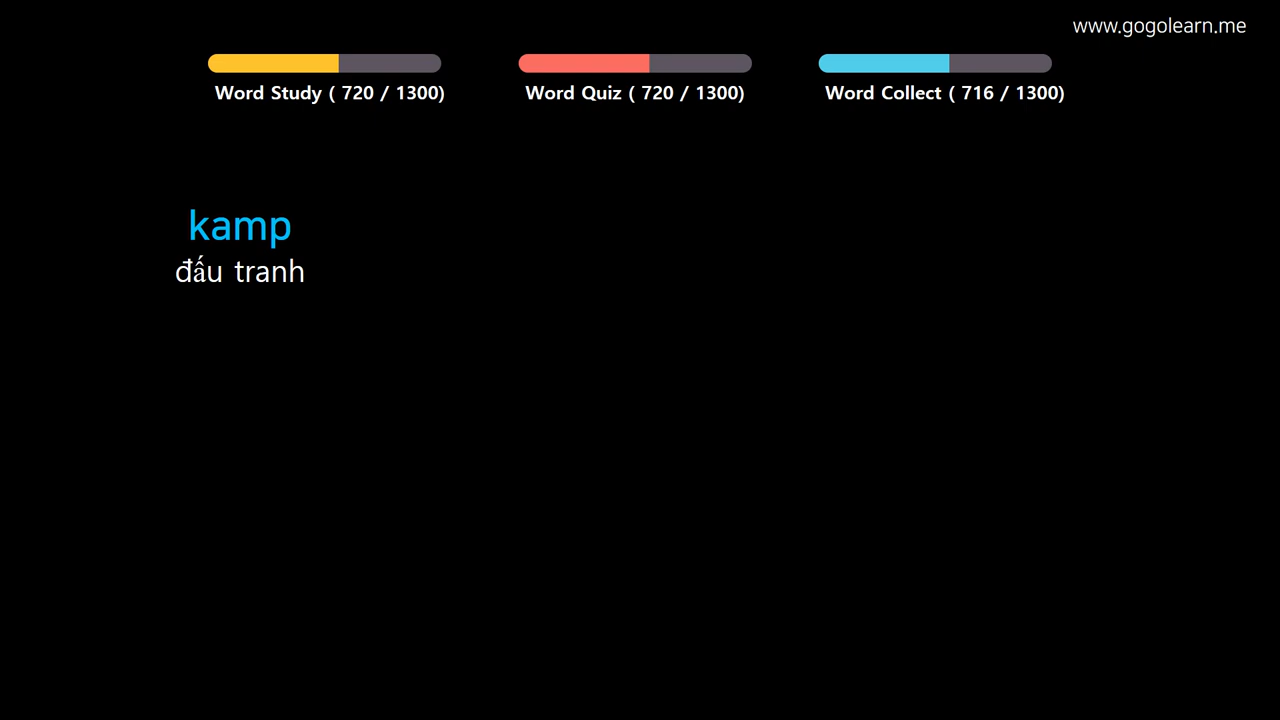 www.gogolearn.me
Word Study ( 720 / 1300)
Word Quiz ( 720 / 1300)
Word Collect ( 716 / 1300)
kamp
đấu tranh